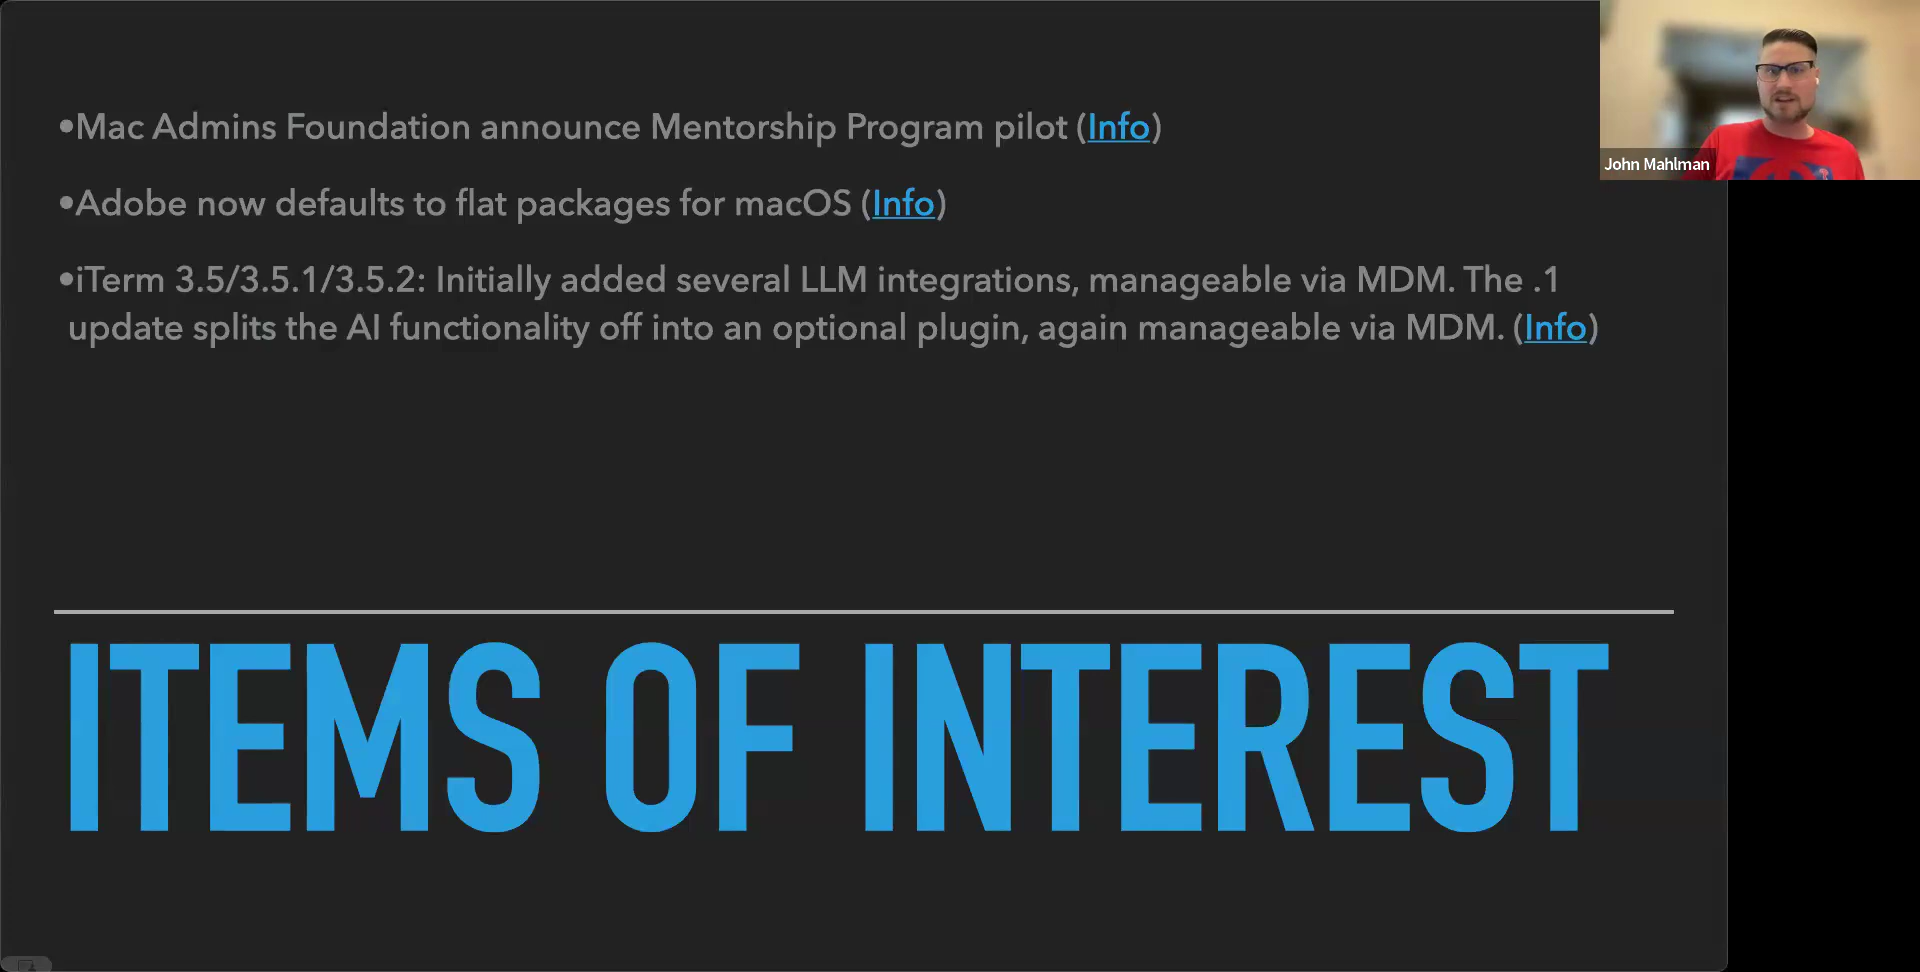 •Mac Admins Foundation announce Mentorship Program pilot (Info)
•Adobe now defaults to flat packages for macOS (Info)
•iTerm 3.5/3.5.1/3.5.2: Initially added several LLM integrations, manageable via MDM. The .1
update splits the AI functionality off into an optional plugin, again manageable via MDM. (Info)
ITEMS OF INTEREST
John Mahlman